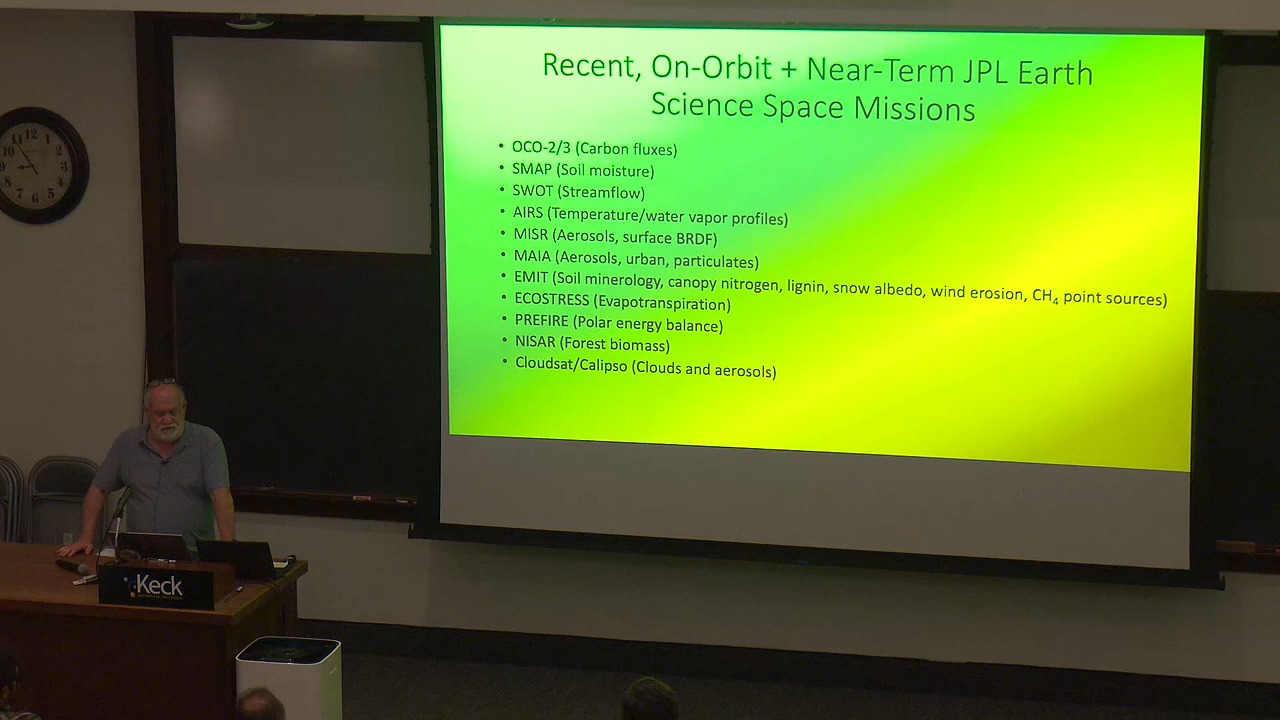 Recent, On-Orbit + Near-Term JPL Earth
Science Space Missions
• OCO-2/3 (Carbon fluxes)
• SMAP (Soil moisture)
• SWOT (Streamflow)
• AIRS (Temperature/water vapor profiles)
• MISR (Aerosols, surface BRDF)
• MAIA (Aerosols, urban, particulates)
• EMIT (Soil minerology, canopy nitrogen, lignin, snow albedo, wind erosion, CH₄ point sources)
• ECOSTRESS (Evapotranspiration)
• PREFIRE (Polar energy balance)
• NISAR (Forest biomass)
• Cloudsat/Calipso (Clouds and aerosols)
Keck